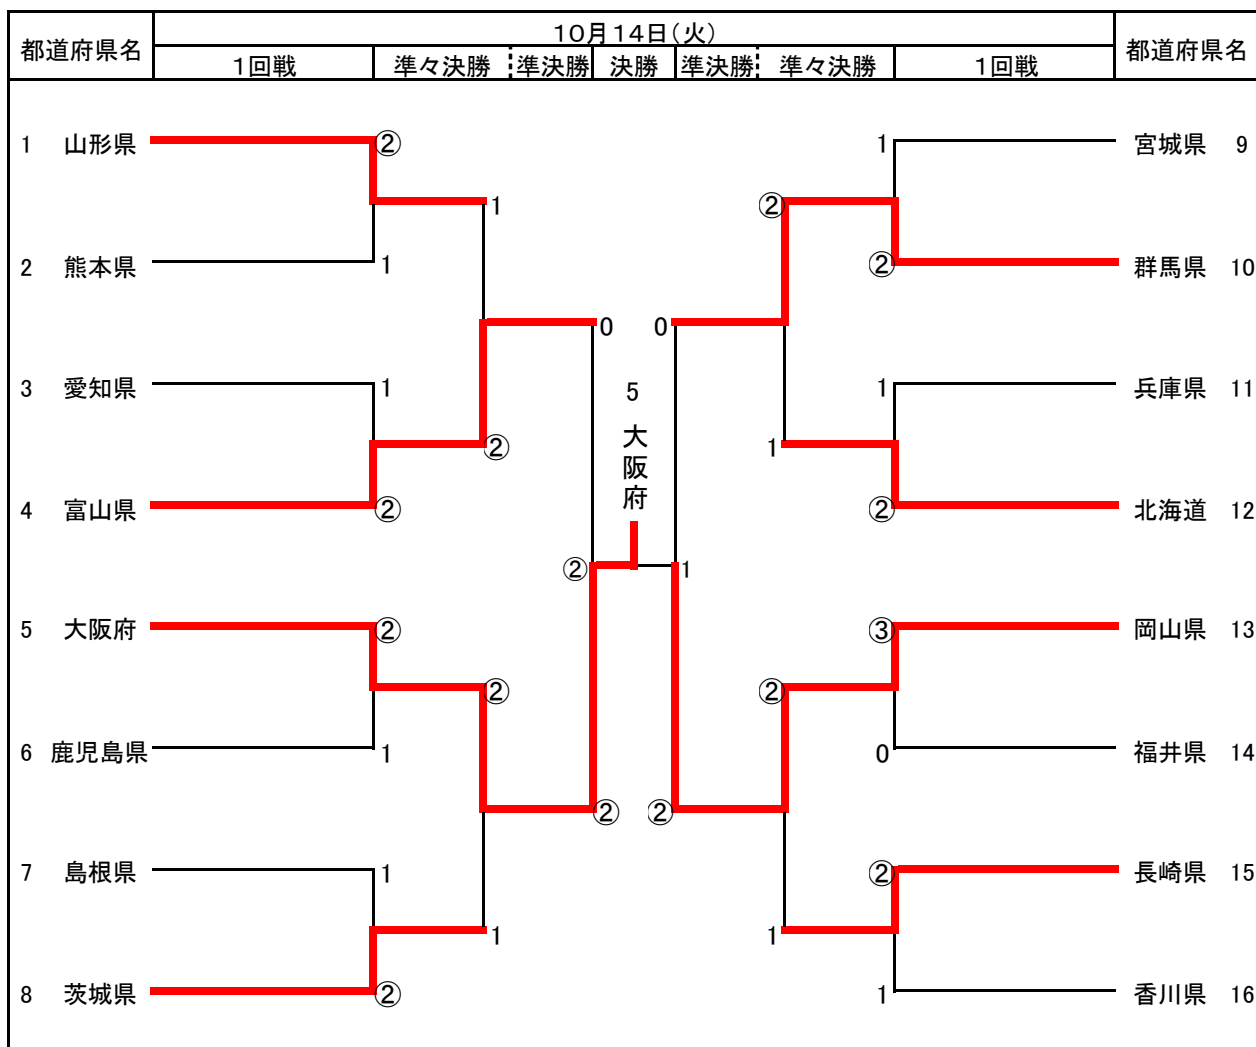 都道府県名 10月14日(火) 都道府県名
1回戦 準々決勝 準決勝 決勝 準決勝 準々決勝 1回戦
1 山形県 ② 1 宮城県 9
1 ②
2 熊本県 1 ② 群馬県 10
0 0
3 愛知県 1 5 1 兵庫県 11
② 大阪府 1
4 富山県 ② ② 北海道 12
② 1
5 大阪府 ② ③ 岡山県 13
② ②
6 鹿児島県 1 0 福井県 14
② ②
7 島根県 1 ② 長崎県 15
1 1
8 茨城県 ② 1 香川県 16